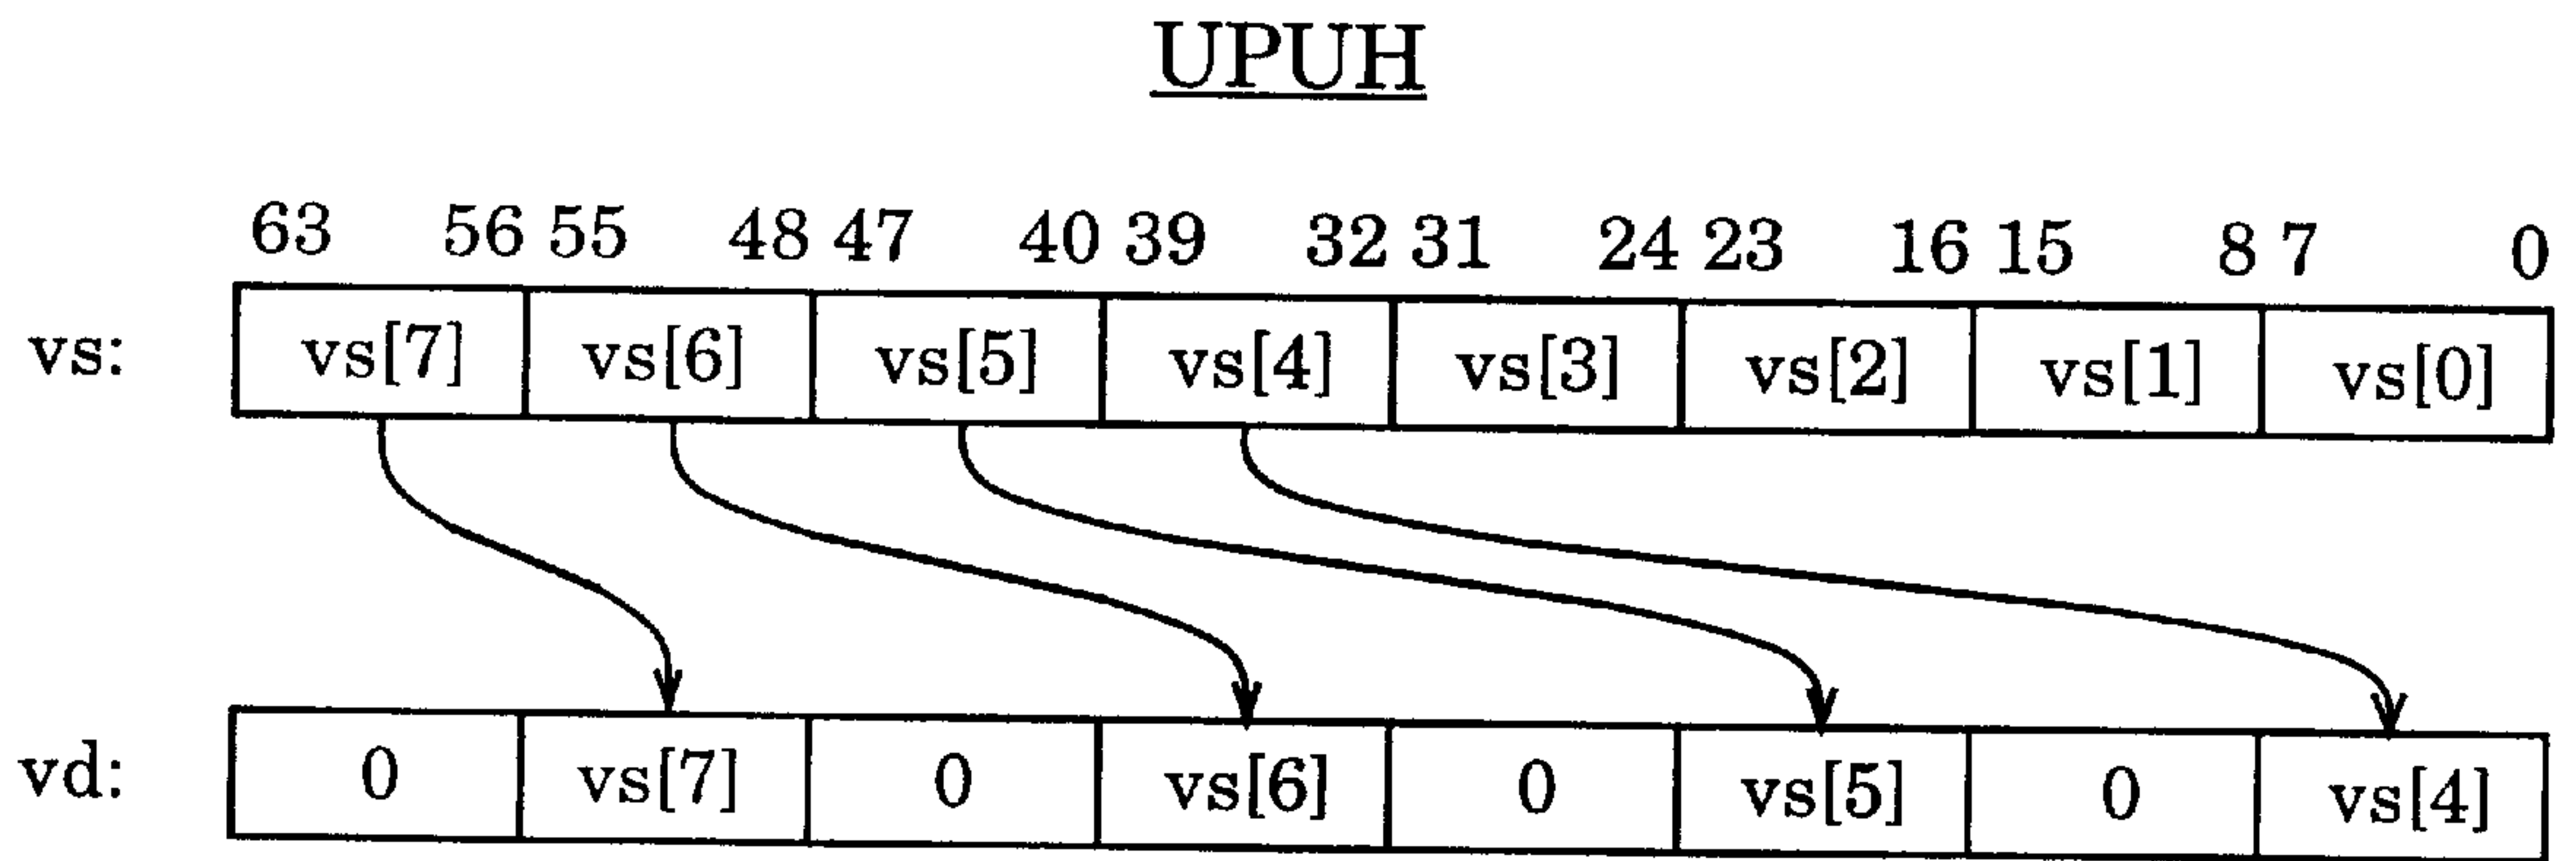 UPUH
63 56 55 48 47 40 39 32 31 24 23 16 15 8 7 0
vs: vs[7] vs[6] vs[5] vs[4] vs[3] vs[2] vs[1] vs[0]
vd: 0 vs[7] 0 vs[6] 0 vs[5] 0 vs[4]